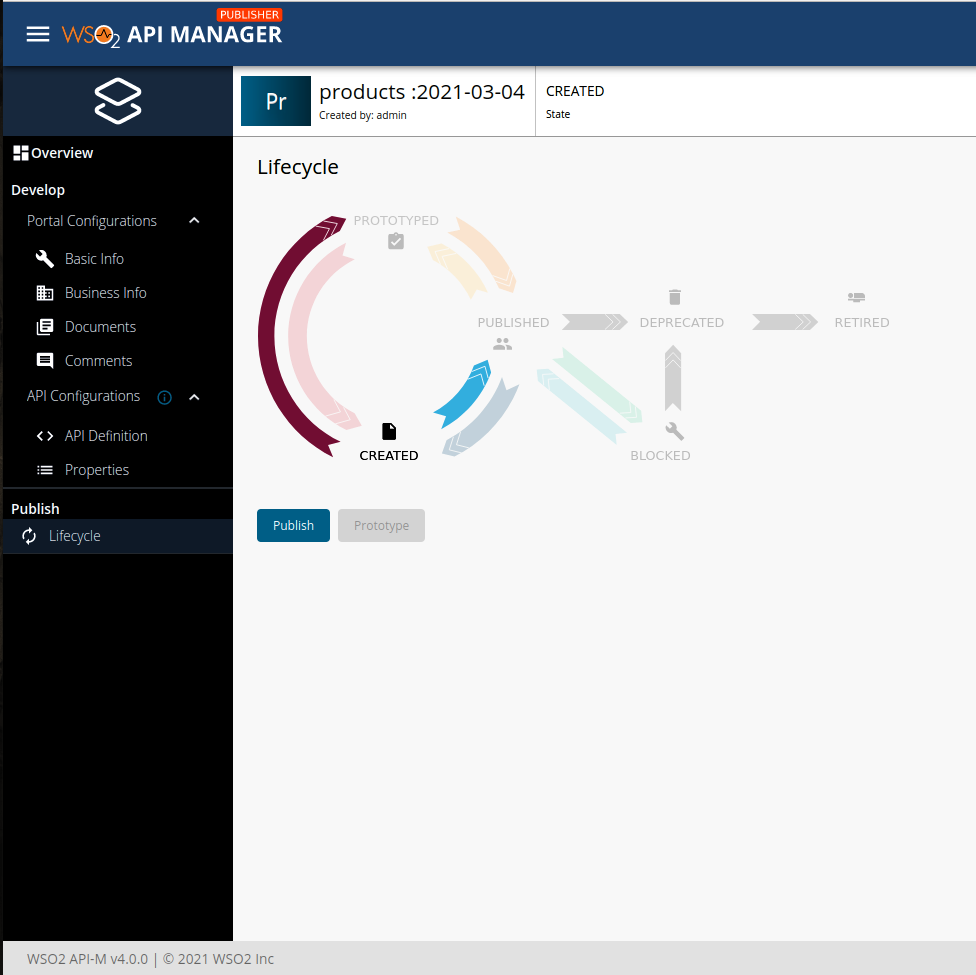 PUBLISHER
WSO2 API MANAGER
Pr
products :2021-03-04
Created by: admin
CREATED
State
Overview
Develop
Portal Configurations
Basic Info
Business Info
Documents
Comments
API Configurations
API Definition
Properties
Publish
Lifecycle
Lifecycle
PROTOTYPED
PUBLISHED
DEPRECATED
RETIRED
CREATED
BLOCKED
Publish
Prototype
WSO2 API-M v4.0.0 | © 2021 WSO2 Inc